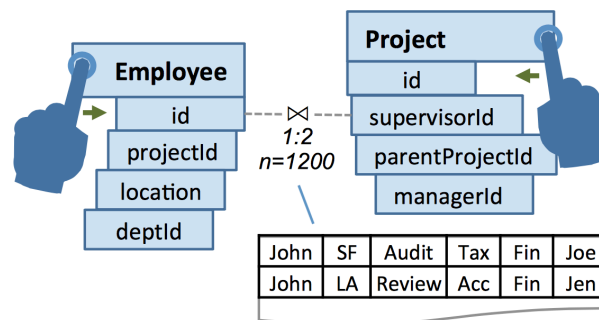 Employee
id
projectId
location
deptId
⋈
1:2
n=1200
Project
id
supervisorId
parentProjectId
managerId
John SF Audit Tax Fin Joe
John LA Review Acc Fin Jen